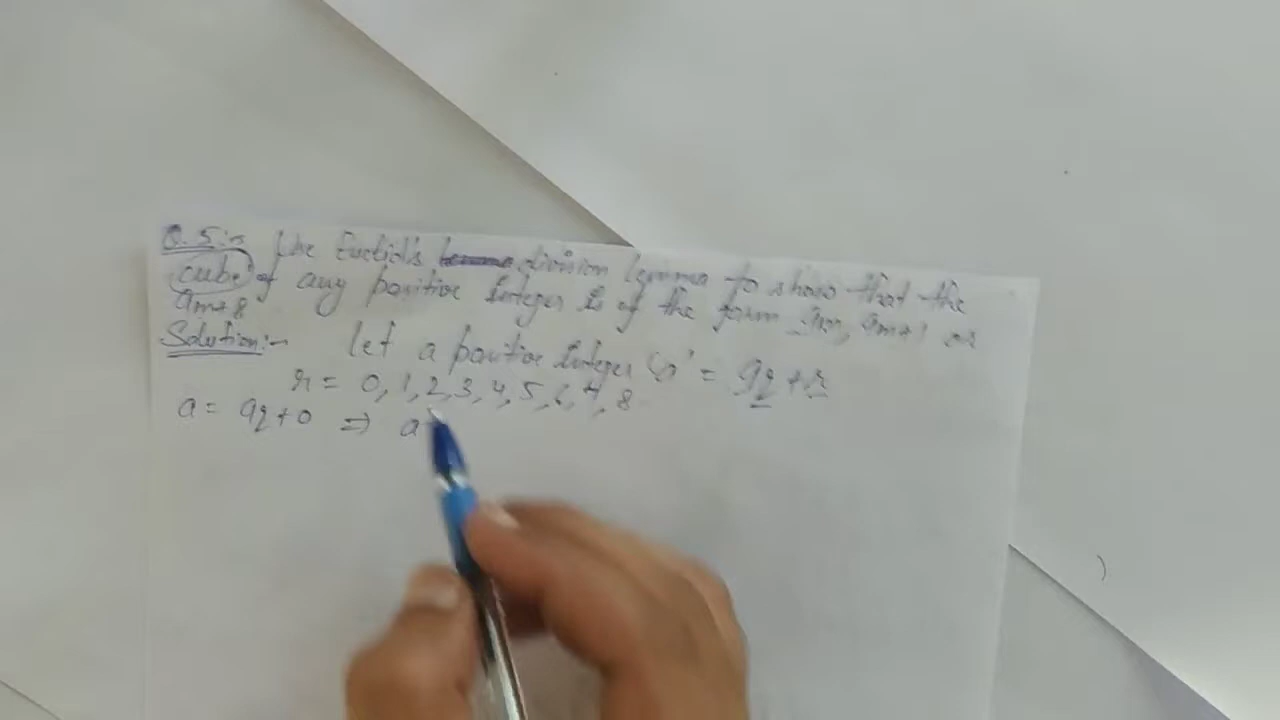 Q.5:- Use Euclid's division lemma to show that the
cube of any positive integer is of the form 9m, 9m+1 or
9m+8
Solution:- Let a positive integer 'a' = 9q + r
r = 0, 1, 2, 3, 4, 5, 6, 7, 8
a = 9q + 0 ⇒ a